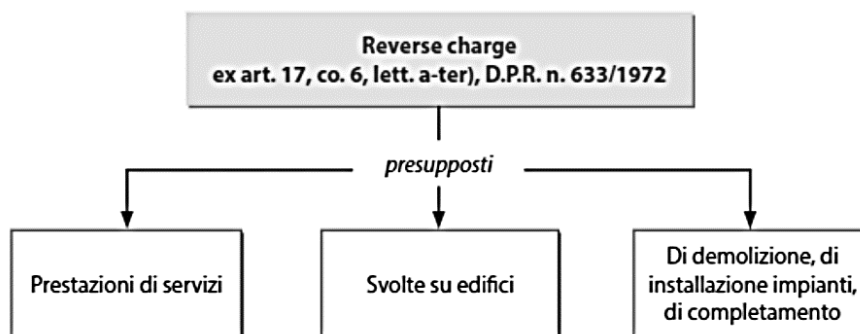 Reverse charge
ex art. 17, co. 6, lett. a-ter), D.P.R. n. 633/1972
presupposti
Prestazioni di servizi
Svolte su edifici
Di demolizione, di
installazione impianti,
di completamento